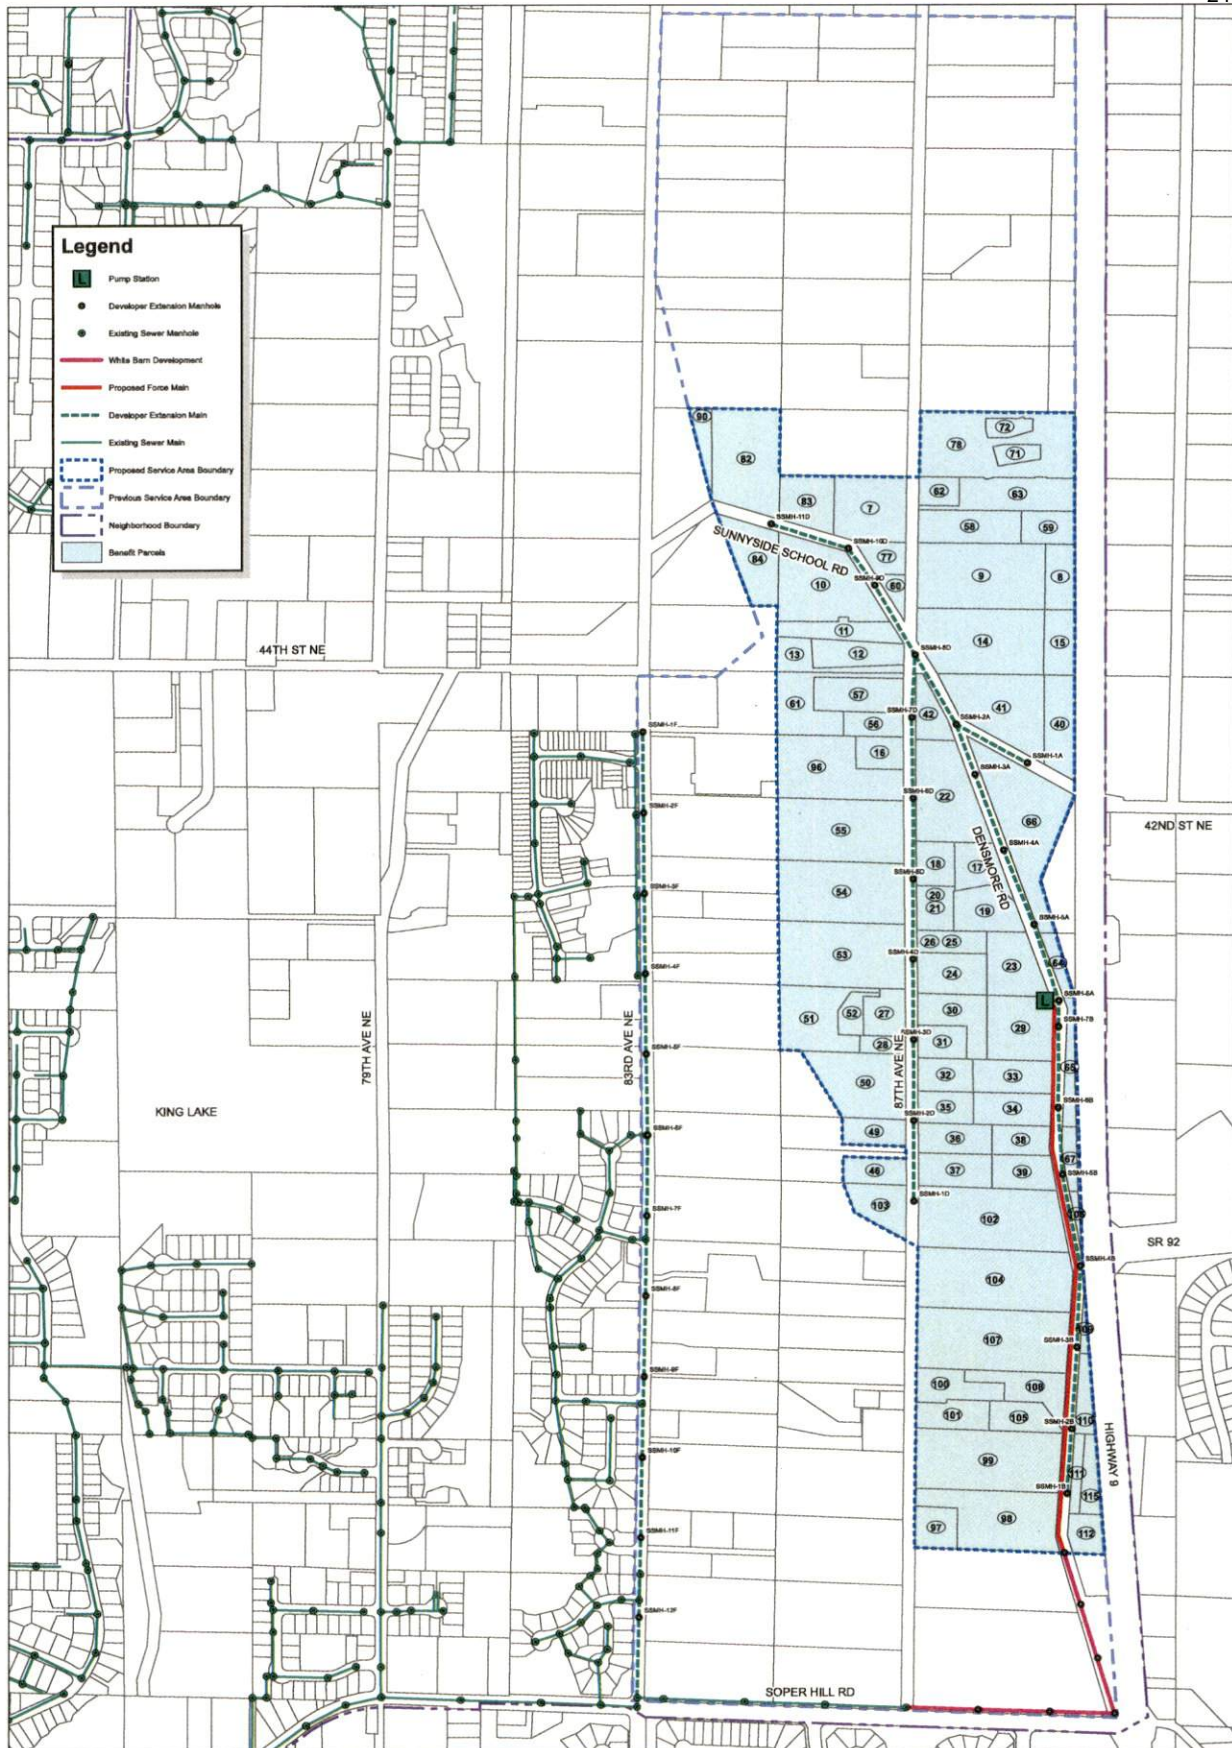 Legend
L
Pump Station
Developer Extension Manhole
Existing Sewer Manhole
White Barn Development
Proposed Force Main
Developer Extension Main
Existing Sewer Main
Proposed Service Area Boundary
Previous Service Area Boundary
Neighborhood Boundary
Benefit Parcels
90
72
78
71
82
62
63
83
7
SSMH-11D
58
59
SUNNYSIDE SCHOOL RD
SSMH-10D
84
77
9
8
SSMH-9D
60
10
11
14
15
44TH ST NE
13
12
SSMH-8D
57
61
41
SSMH-7D
42
40
56
SSMH-2A
SSMH-1F
16
SSMH-1A
96
SSMH-3A
22
SSMH-2F
66
55
42ND ST NE
DENSMORE RD
SSMH-4A
18
17
54
SSMH-3F
20
21
19
SSMH-5A
26
25
53
23
64
SSMH-4F
24
SSMH-6A
L
52
27
30
51
SSMH-7B
29
SSMH-3D
31
28
83RD AVE NE
79TH AVE NE
SSMH-5F
87TH AVE NE
32
33
50
KING LAKE
35
34
SSMH-8B
SSMH-2D
49
36
38
SSMH-6F
67
46
37
39
SSMH-5B
103
SSMH-1D
102
SSMH-7F
SR 92
SSMH-4B
104
SSMH-8F
107
SSMH-3B
SSMH-9F
100
108
101
105
SSMH-2B
110
HIGHWAY 9
SSMH-10F
99
111
SSMH-1B
115
98
97
112
SSMH-11F
SSMH-12F
SOPER HILL RD